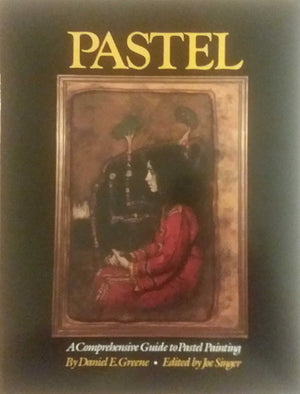 PASTEL
A Comprehensive Guide to Pastel Painting
By Daniel E. Greene • Edited by Joe Singer